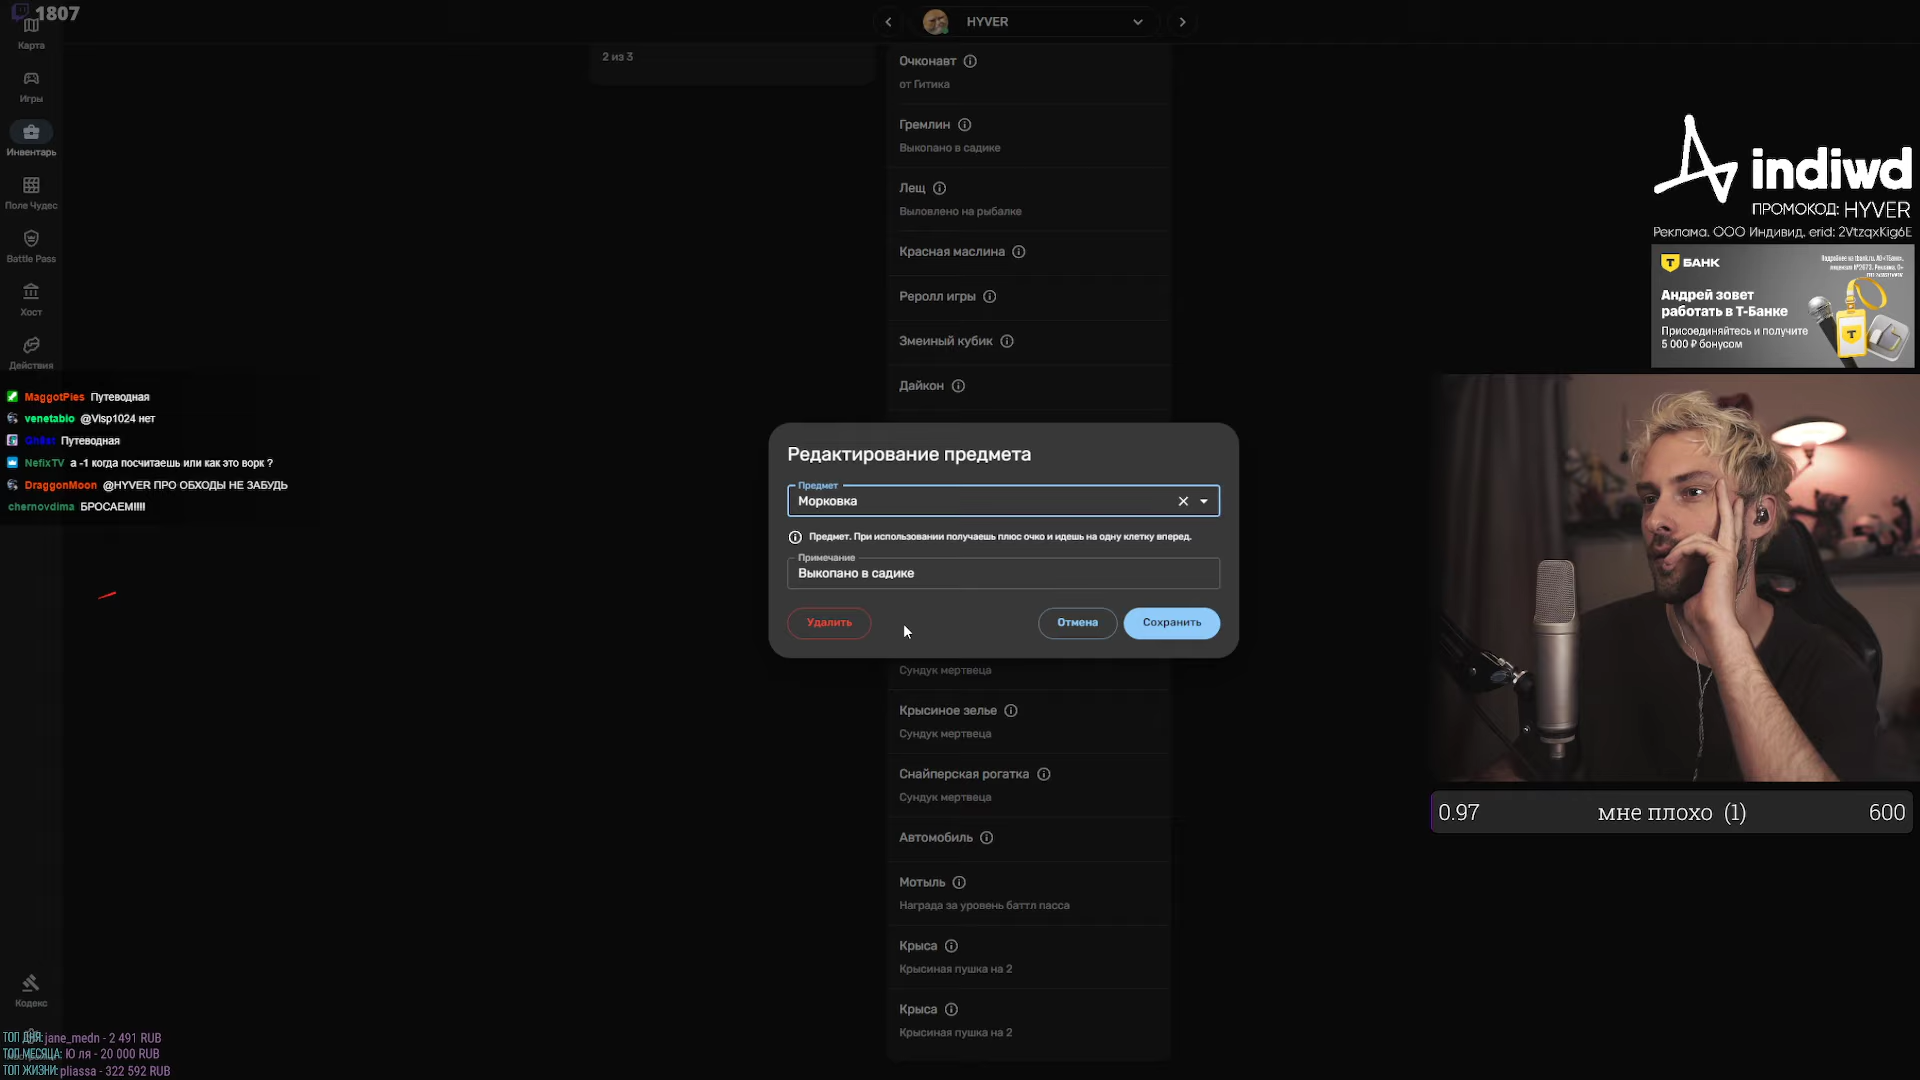 1807
Карта
Игры
Инвентарь
Поле Чудес
Battle Pass
Хост
Действия
MaggotPies Путеводная
venetabio @Visp1024 нет
Путеводная
NefixTV а -1 когда посчитаешь или как это ворк ?
DraggonMoon @HYVER ПРО ОБХОДЫ НЕ ЗАБУДЬ
chernovdima БРОСАЕМ!!!!
Кодекс
ТОП ДНЯ: jane_medn - 2 491 RUB
ТОП МЕСЯЦА: Ю ля - 20 000 RUB
ТОП ЖИЗНИ: pliassa - 322 592 RUB
2 из 3
HYVER
Очконавт
от Гитика
Гремлин
Выкопано в садике
Лещ
Выловлено на рыбалке
Красная маслина
Реролл игры
Змеиный кубик
Дайкон
Редактирование предмета
Предмет
Морковка
Предмет. При использовании получаешь плюс очко и идешь на одну клетку вперед.
Примечание
Выкопано в садике
Удалить
Отмена
Сохранить
Сундук мертвеца
Крысиное зелье
Сундук мертвеца
Снайперская рогатка
Сундук мертвеца
Автомобиль
Мотыль
Награда за уровень баттл пасса
Крыса
Крысиная пушка на 2
Крыса
Крысиная пушка на 2
indiwd
ПРОМОКОД: HYVER
Реклама. ООО Индивид. erid: 2VtzqxKig6E
Т БАНК
Андрей зовет
работать в Т-Банке
Присоединяйтесь и получите
5 000 ₽ бонусом
0.97
мне плохо (1)
600